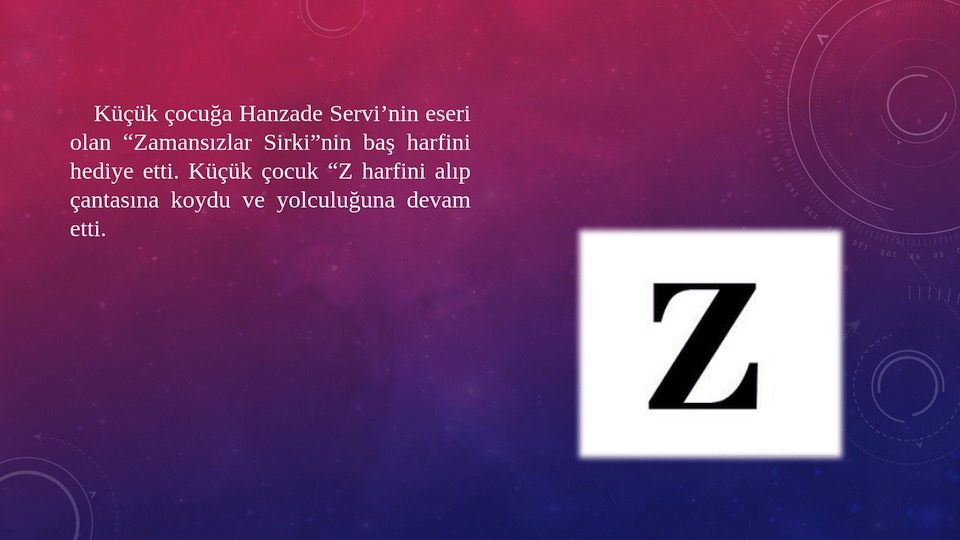 Küçük çocuğa Hanzade Servi’nin eseri
olan “Zamansızlar Sirki”nin baş harfini
hediye etti. Küçük çocuk “Z harfini alıp
çantasına koydu ve yolculuğuna devam
etti.
Z